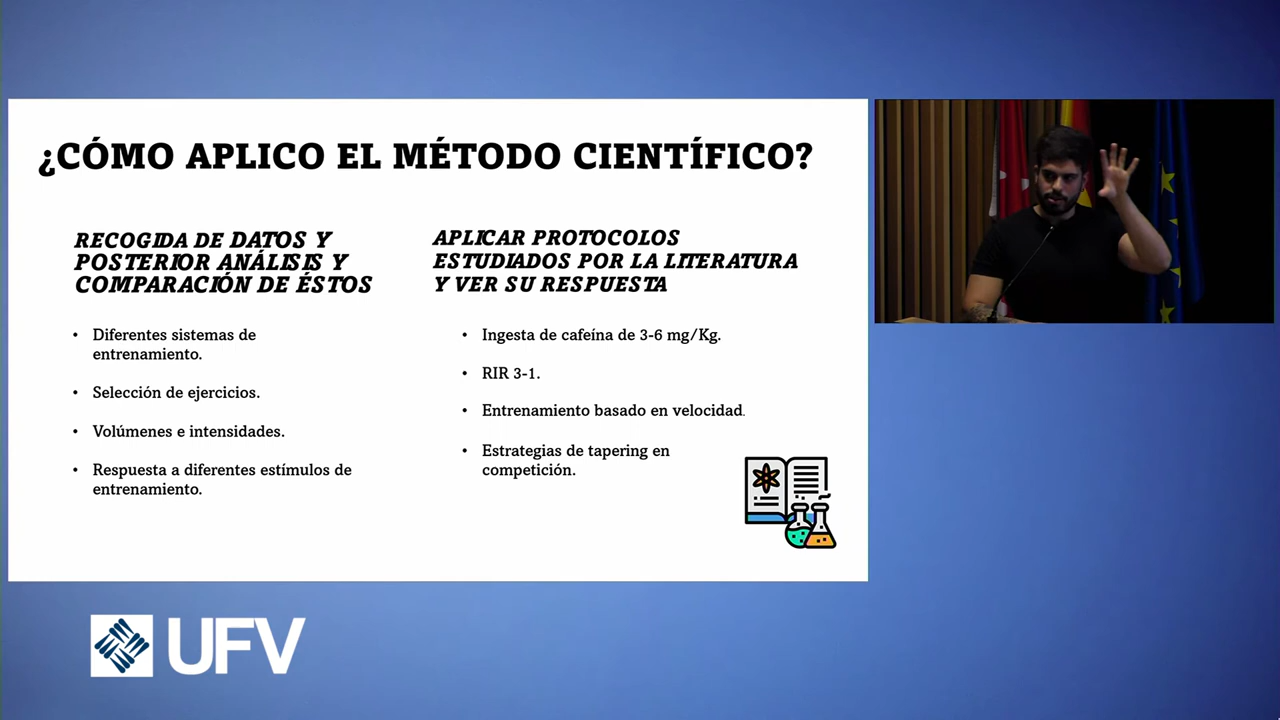 ¿CÓMO APLICO EL MÉTODO CIENTÍFICO?
RECOGIDA DE DATOS Y
POSTERIOR ANÁLISIS Y
COMPARACIÓN DE ÉSTOS
• Diferentes sistemas de
entrenamiento.
• Selección de ejercicios.
• Volúmenes e intensidades.
• Respuesta a diferentes estímulos de
entrenamiento.
APLICAR PROTOCOLOS
ESTUDIADOS POR LA LITERATURA
Y VER SU RESPUESTA
• Ingesta de cafeína de 3-6 mg/Kg.
• RIR 3-1.
• Entrenamiento basado en velocidad.
• Estrategias de tapering en
competición.
UFV